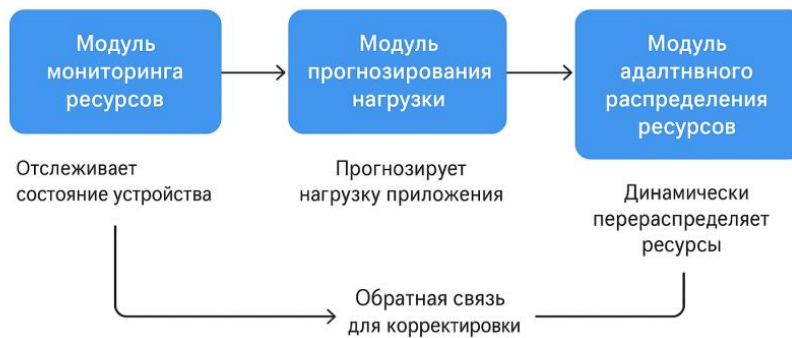 Модуль
мониторинга
ресурсов
Модуль
прогнозирования
нагрузки
Модуль
адалтнвного
распределения
ресурсов
Отслеживает
состояние устройства
Прогнозирует
нагрузку приложения
Динамически
перераспределяет
ресурсы
Обратная связь
для корректировки